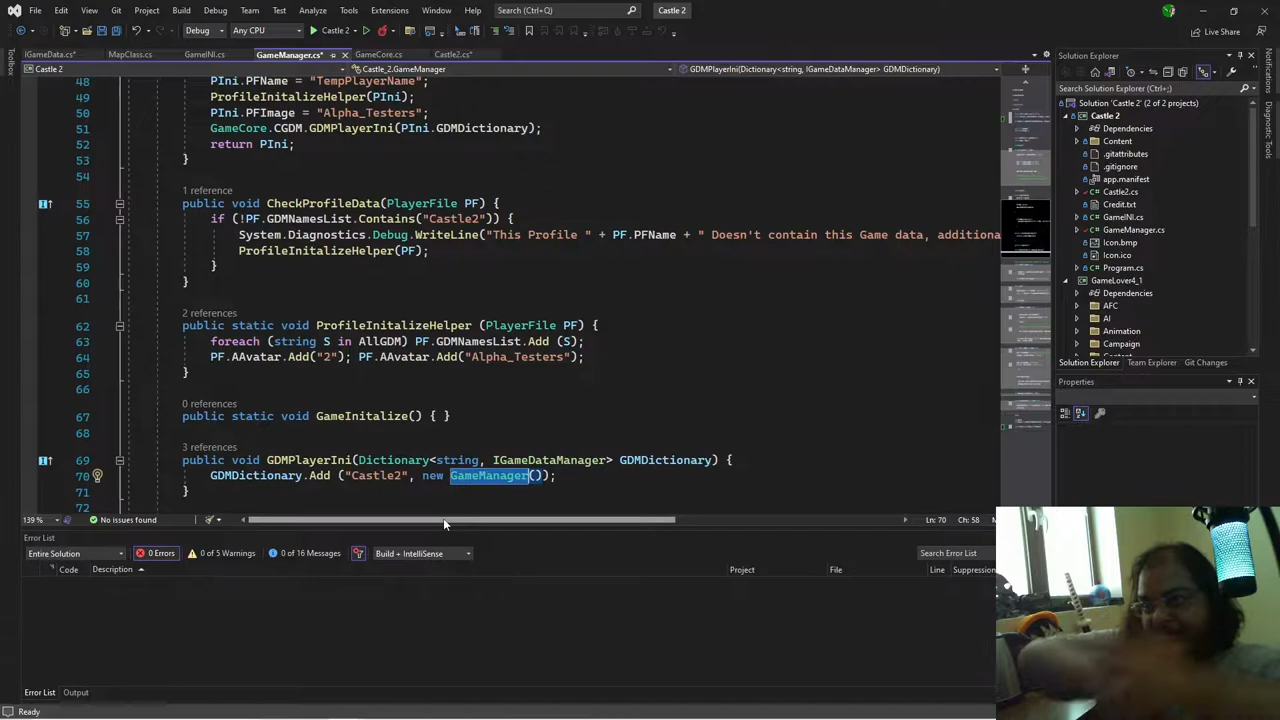 File Edit View Git Project Build Debug Team Test Analyze Tools Extensions Window Help Search (Ctrl+Q) Castle 2
Debug Any CPU Castle 2 Live Share
IGameData.cs* MapClass.cs GameINI.cs GameManager.cs* GameCore.cs Castle2.cs*
Castle 2 Castle_2.GameManager GDMPlayerIni(Dictionary<string, IGameDataManager> GDMDictionary)
48 PIni.PFName = "TempPlayerName";
49 ProfileInitalizeHelper(PIni);
50 PIni.PFImage = "Alpha_Testers";
51 GameCore.CGDM.GDMPlayerIni(PIni.GDMDictionary);
52 return PIni;
53 }
54
1 reference
55 public void CheckProfileData(PlayerFile PF) {
56 if (!PF.GDMNamesList.Contains("Castle2")) {
57 System.Diagnostics.Debug.WriteLine("This Profile " + PF.PFName + " Doesn't contain this Game data, additiona
58 ProfileInitalizeHelper(PF);
59 }
60 }
61
2 references
62 public static void ProfileInitalizeHelper (PlayerFile PF) {
63 foreach (string S in AllGDM) PF.GDMNamesList.Add (S);
64 PF.AAvatar.Add("2"); PF.AAvatar.Add("Alpha_Testers");
65 }
66
0 references
67 public static void GameInitalize() { }
68
3 references
69 public void GDMPlayerIni(Dictionary<string, IGameDataManager> GDMDictionary) {
70 GDMDictionary.Add ("Castle2", new GameManager());
71 }
72
139 % No issues found Ln: 70 Ch: 58
Error List
Entire Solution 0 Errors 0 of 5 Warnings 0 of 16 Messages Build + IntelliSense Search Error List
Code Description Project File Line Suppression
Error List Output
Ready
Toolbox
Solution Explorer
Search Solution Explorer (Ctrl+;)
Solution 'Castle 2' (2 of 2 projects)
Castle 2
Dependencies
Content
.gitattributes
.gitignore
app.manifest
Castle2.cs
Credit.txt
GameINI.cs
GameManager.cs
Icon.bmp
Icon.ico
Program.cs
GameLover4_1
Dependencies
AFC
AI
Animation
Campaign
Solution Explorer Team Explorer Git Changes
Properties
Notifications
Diagnostic Tools